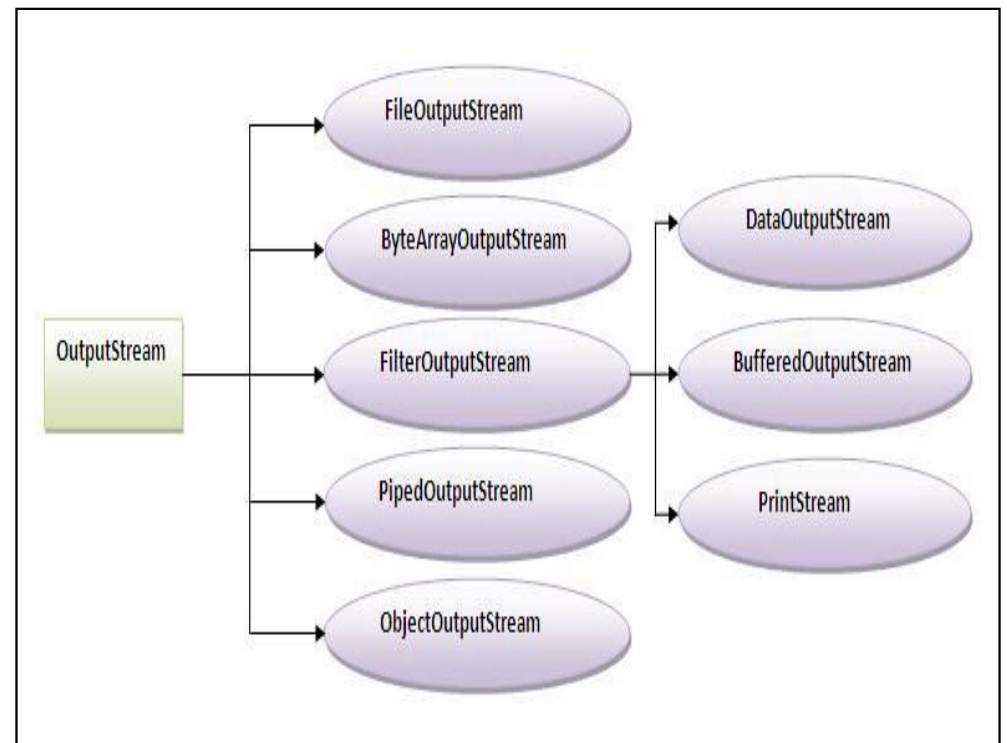 OutputStream
FileOutputStream
ByteArrayOutputStream
FilterOutputStream
PipedOutputStream
ObjectOutputStream
DataOutputStream
BufferedOutputStream
PrintStream